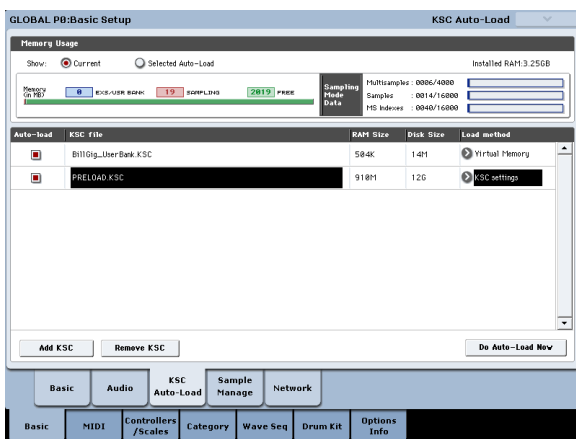 GLOBAL P0:Basic Setup KSC Auto-Load
Memory Usage
Show: Current Selected Auto-Load Installed RAM:3.25GB
Memory (in MB) 0 EXS/USR BANK 19 SAMPLING 2019 FREE
Sampling Mode Data
Multisamples : 0006/4000
Samples : 0014/16000
MS Indexes : 0040/16000
Auto-load KSC file RAM Size Disk Size Load method
BillGig_UserBank.KSC 504K 14M Virtual Memory
PRELOAD.KSC 910M 12G KSC settings
Add KSC Remove KSC Do Auto-Load Now
Basic Audio KSC Auto-Load Sample Manage Network
Basic MIDI Controllers /Scales Category Wave Seq Drum Kit Options Info